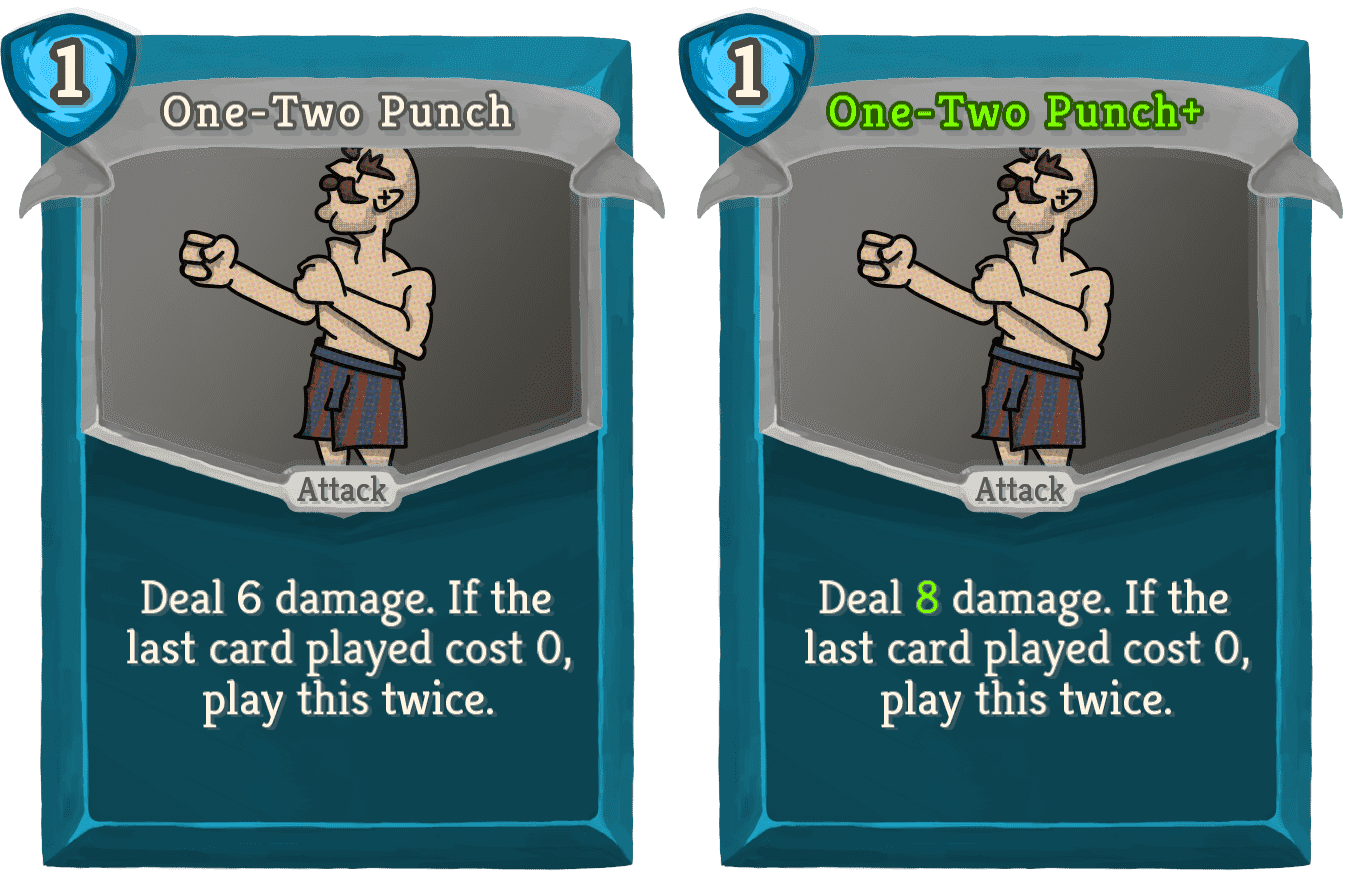 1
One-Two Punch
Attack
Deal 6 damage. If the
last card played cost 0,
play this twice.
1
One-Two Punch+
Attack
Deal 8 damage. If the
last card played cost 0,
play this twice.